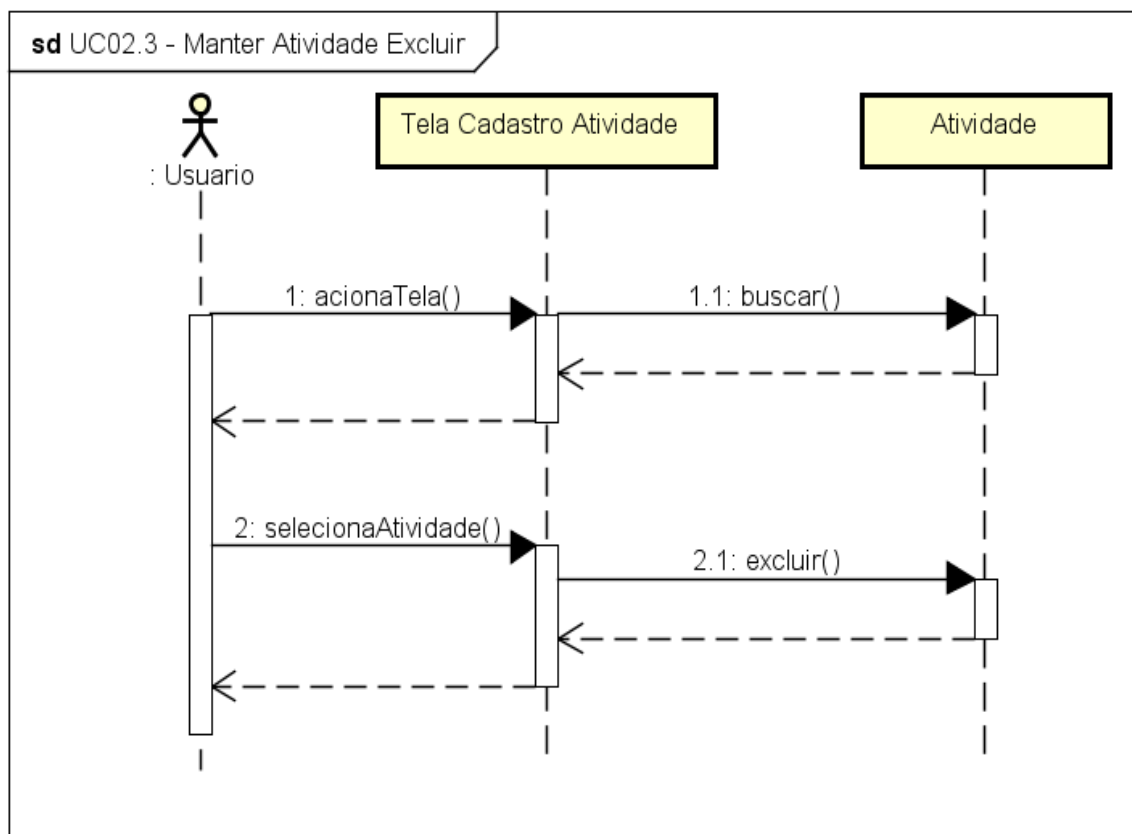 sd UC02.3 - Manter Atividade Excluir
Tela Cadastro Atividade
Atividade
: Usuario
1: acionaTela()
1.1: buscar()
2: selecionaAtividade()
2.1: excluir()